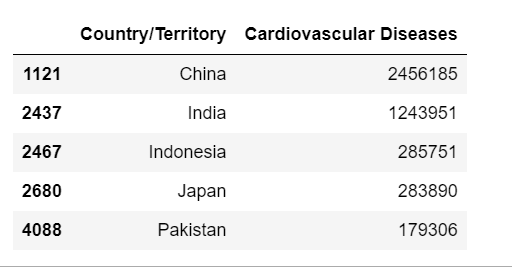 Country/Territory Cardiovascular Diseases
1121 China 2456185
2437 India 1243951
2467 Indonesia 285751
2680 Japan 283890
4088 Pakistan 179306